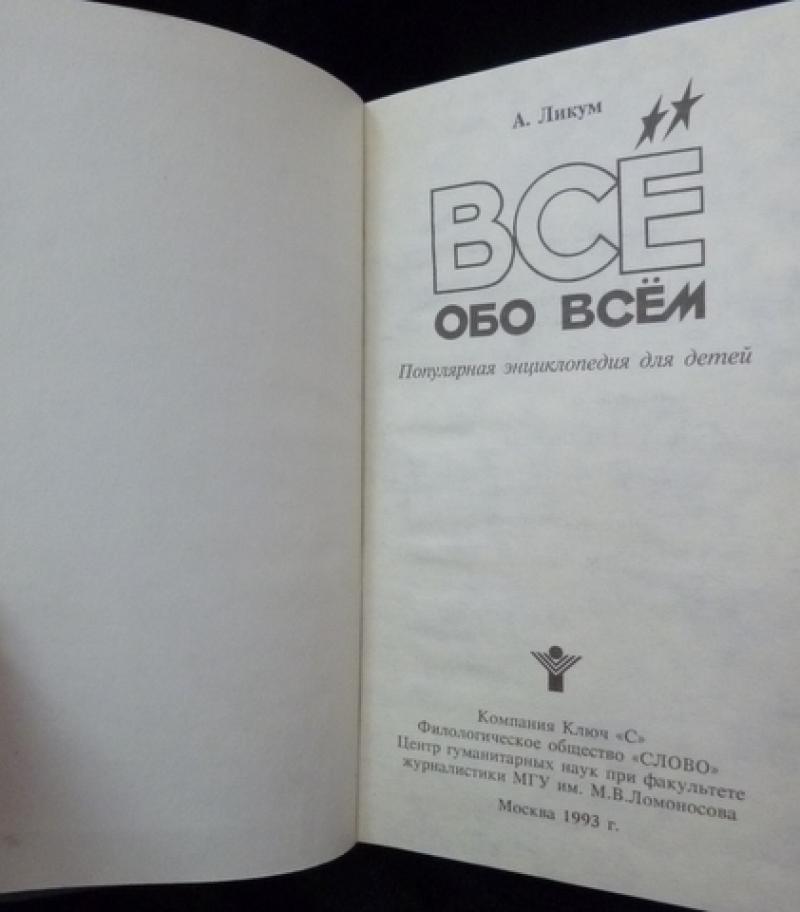 А. Ликум
ВСЁ
ОБО ВСЁМ
Популярная энциклопедия для детей
Компания Ключ «С»
Филологическое общество «СЛОВО»
Центр гуманитарных наук при факультете
журналистики МГУ им. М.В.Ломоносова
Москва 1993 г.